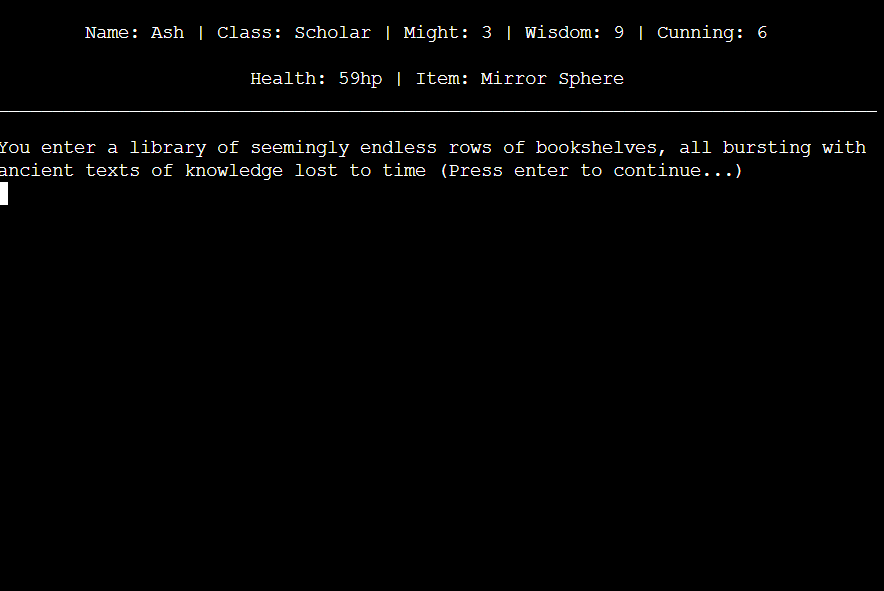 Name: Ash | Class: Scholar | Might: 3 | Wisdom: 9 | Cunning: 6
Health: 59hp | Item: Mirror Sphere
You enter a library of seemingly endless rows of bookshelves, all bursting with
ancient texts of knowledge lost to time (Press enter to continue...)